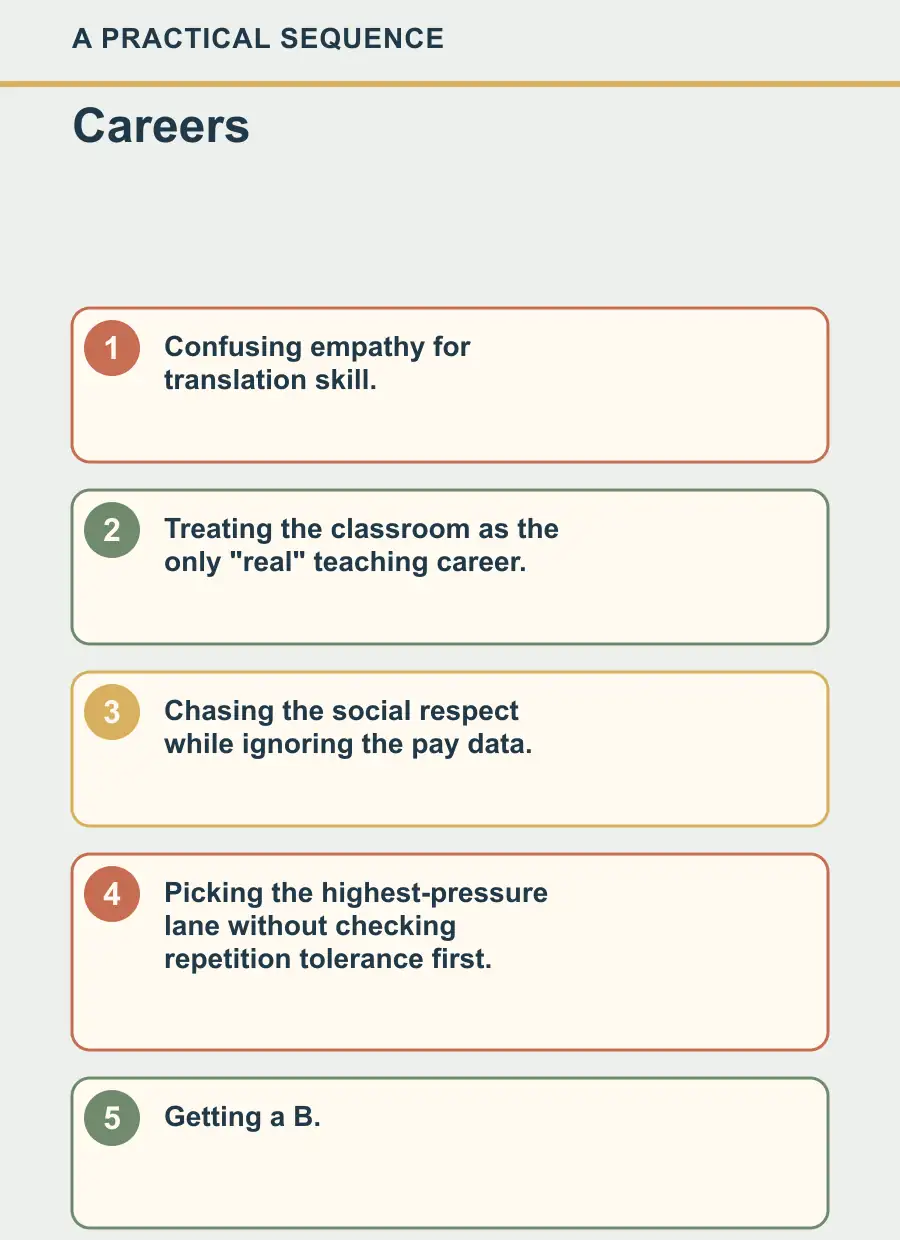 A PRACTICAL SEQUENCE
Careers
1
Confusing empathy for
translation skill.
2
Treating the classroom as the
only "real" teaching career.
3
Chasing the social respect
while ignoring the pay data.
4
Picking the highest-pressure
lane without checking
repetition tolerance first.
5
Getting a B.